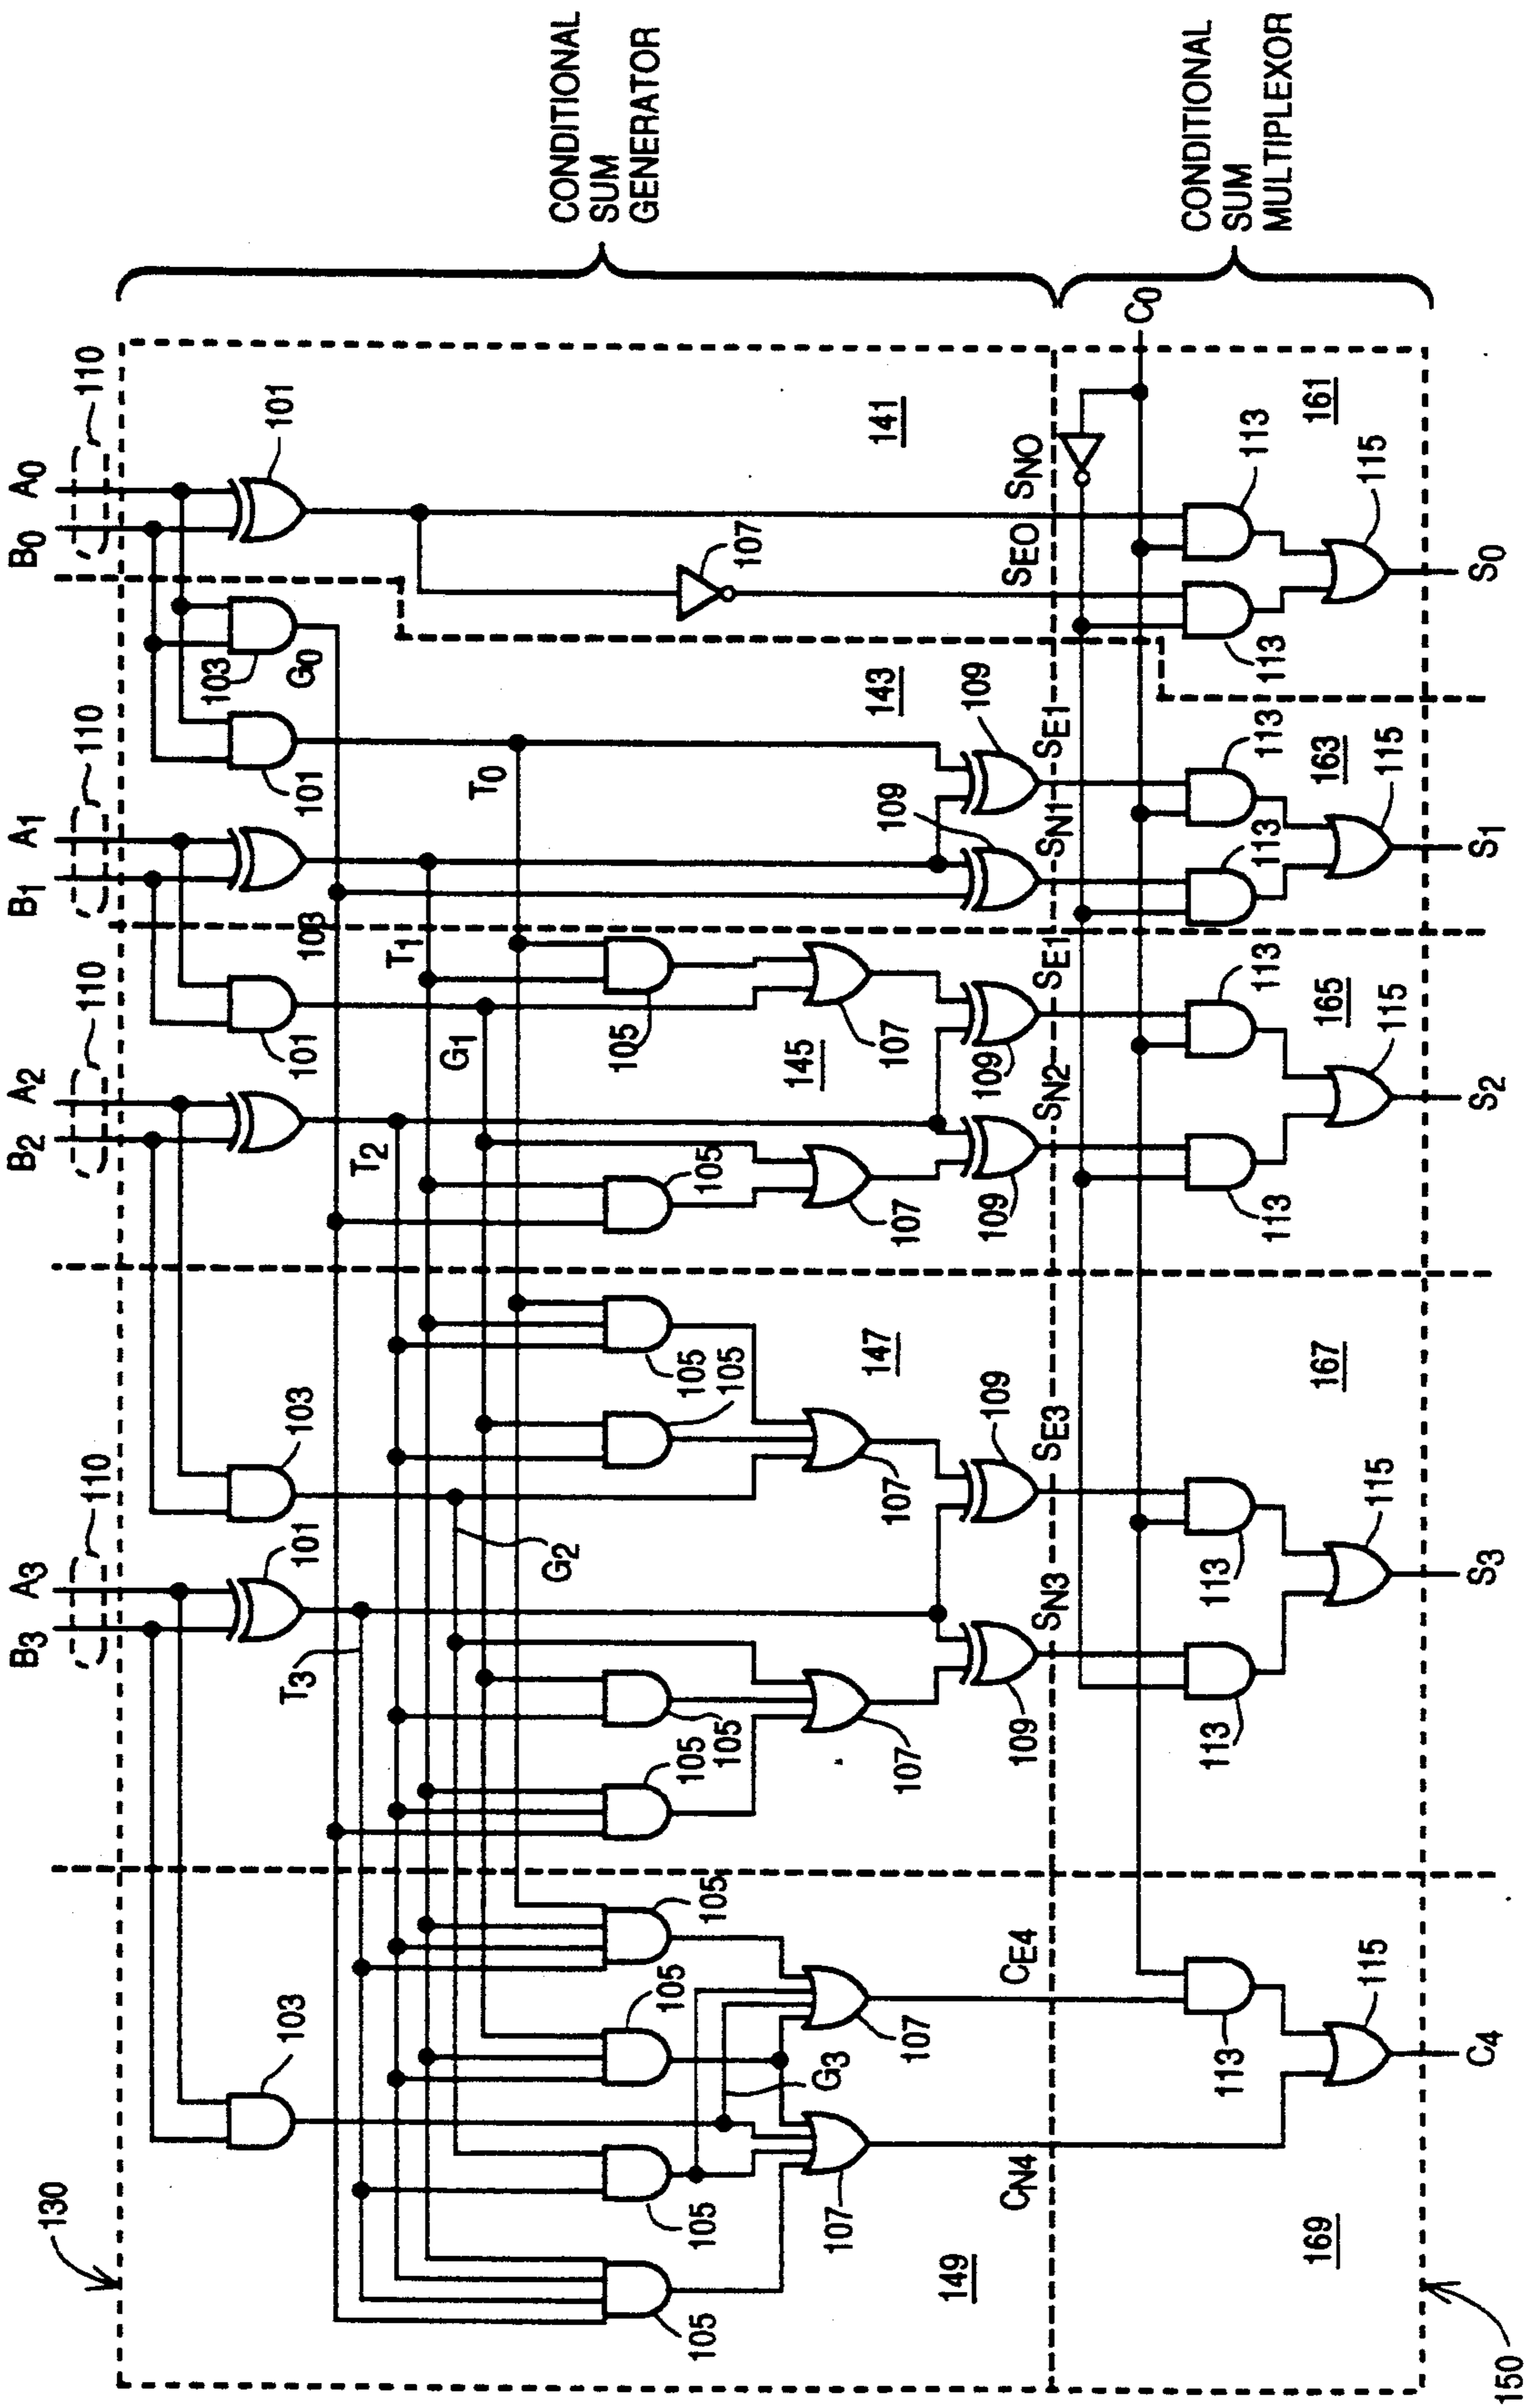 130
B3 A3
110
B2 A2
110
B1 A1
110
B0 A0
110
CONDITIONAL
SUM
GENERATOR
CONDITIONAL
SUM
MULTIPLEXOR
103
101
103
101
103
101
103
101
T3
T2
T1
T0
G0
G1
G2
G3
105
105
105
105
105
105
105
105
105
105
107
107
107
107
107
107
107
149
147
145
143
141
109
109
109
109
109
109
CN4
CE4
SN3
SE3
SN2
SE1
SN1
SE1
SEO
SNO
C0
113
113
113
113
113
113
113
113
113
169
167
165
163
161
115
115
115
115
115
C4
S3
S2
S1
S0
150